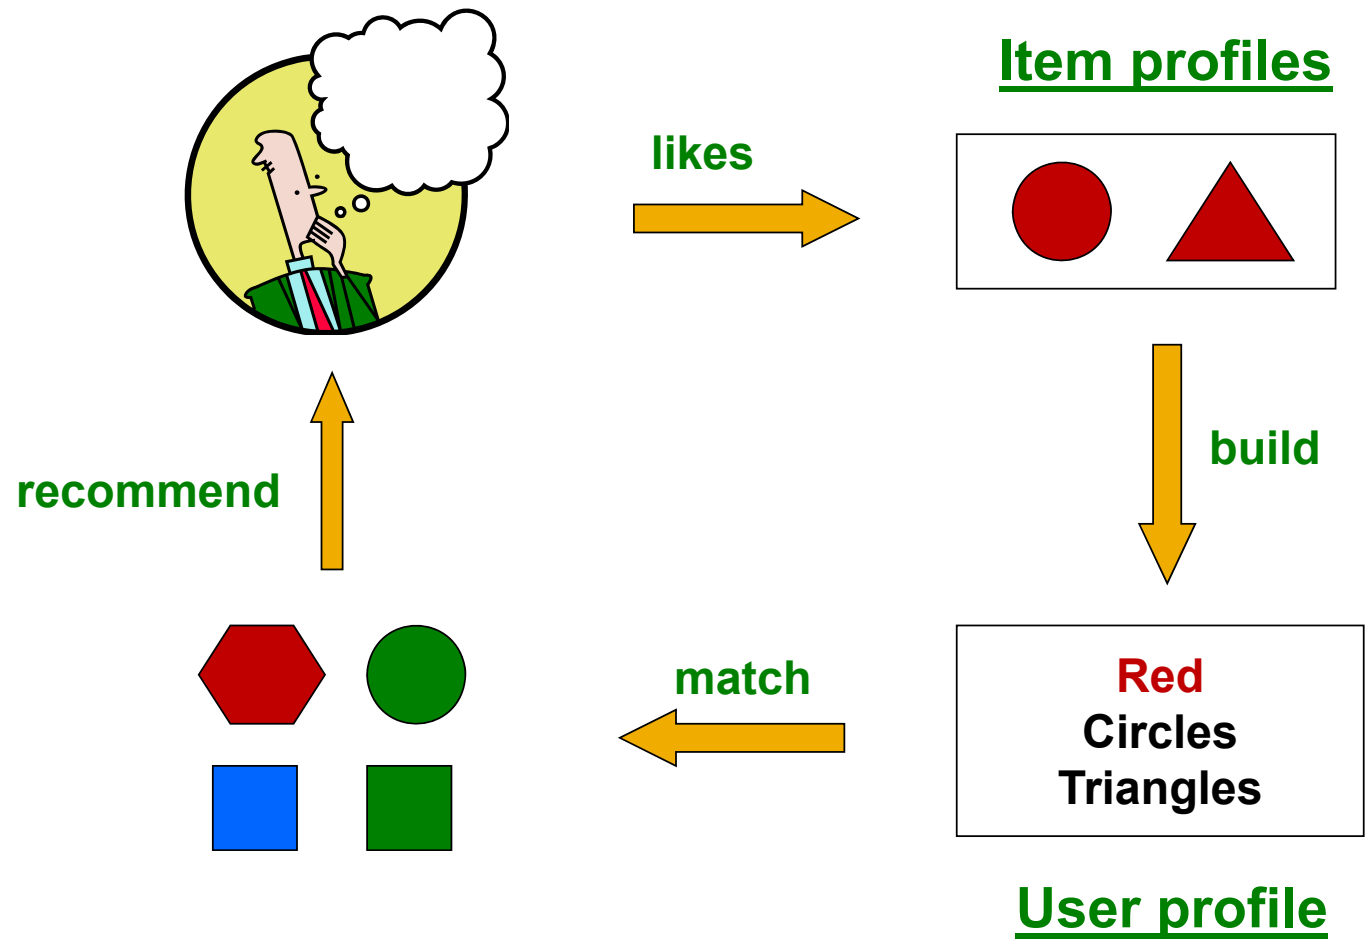 Item profiles
likes
build
recommend
match
Red
Circles
Triangles
User profile